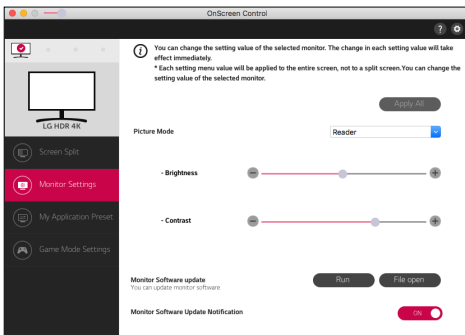 OnScreen Control
?
i
You can change the setting value of the selected monitor. The change in each setting value will take
effect immediately.
* Each setting menu value will be applied to the entire screen, not to a split screen.You can change the
setting value of the selected monitor.
Apply All
LG HDR 4K
Picture Mode
Reader
Screen Split
- Brightness
Monitor Settings
My Application Preset
- Contrast
Game Mode Settings
Monitor Software update
You can update monitor software
Run
File open
Monitor Software Update Notification
ON